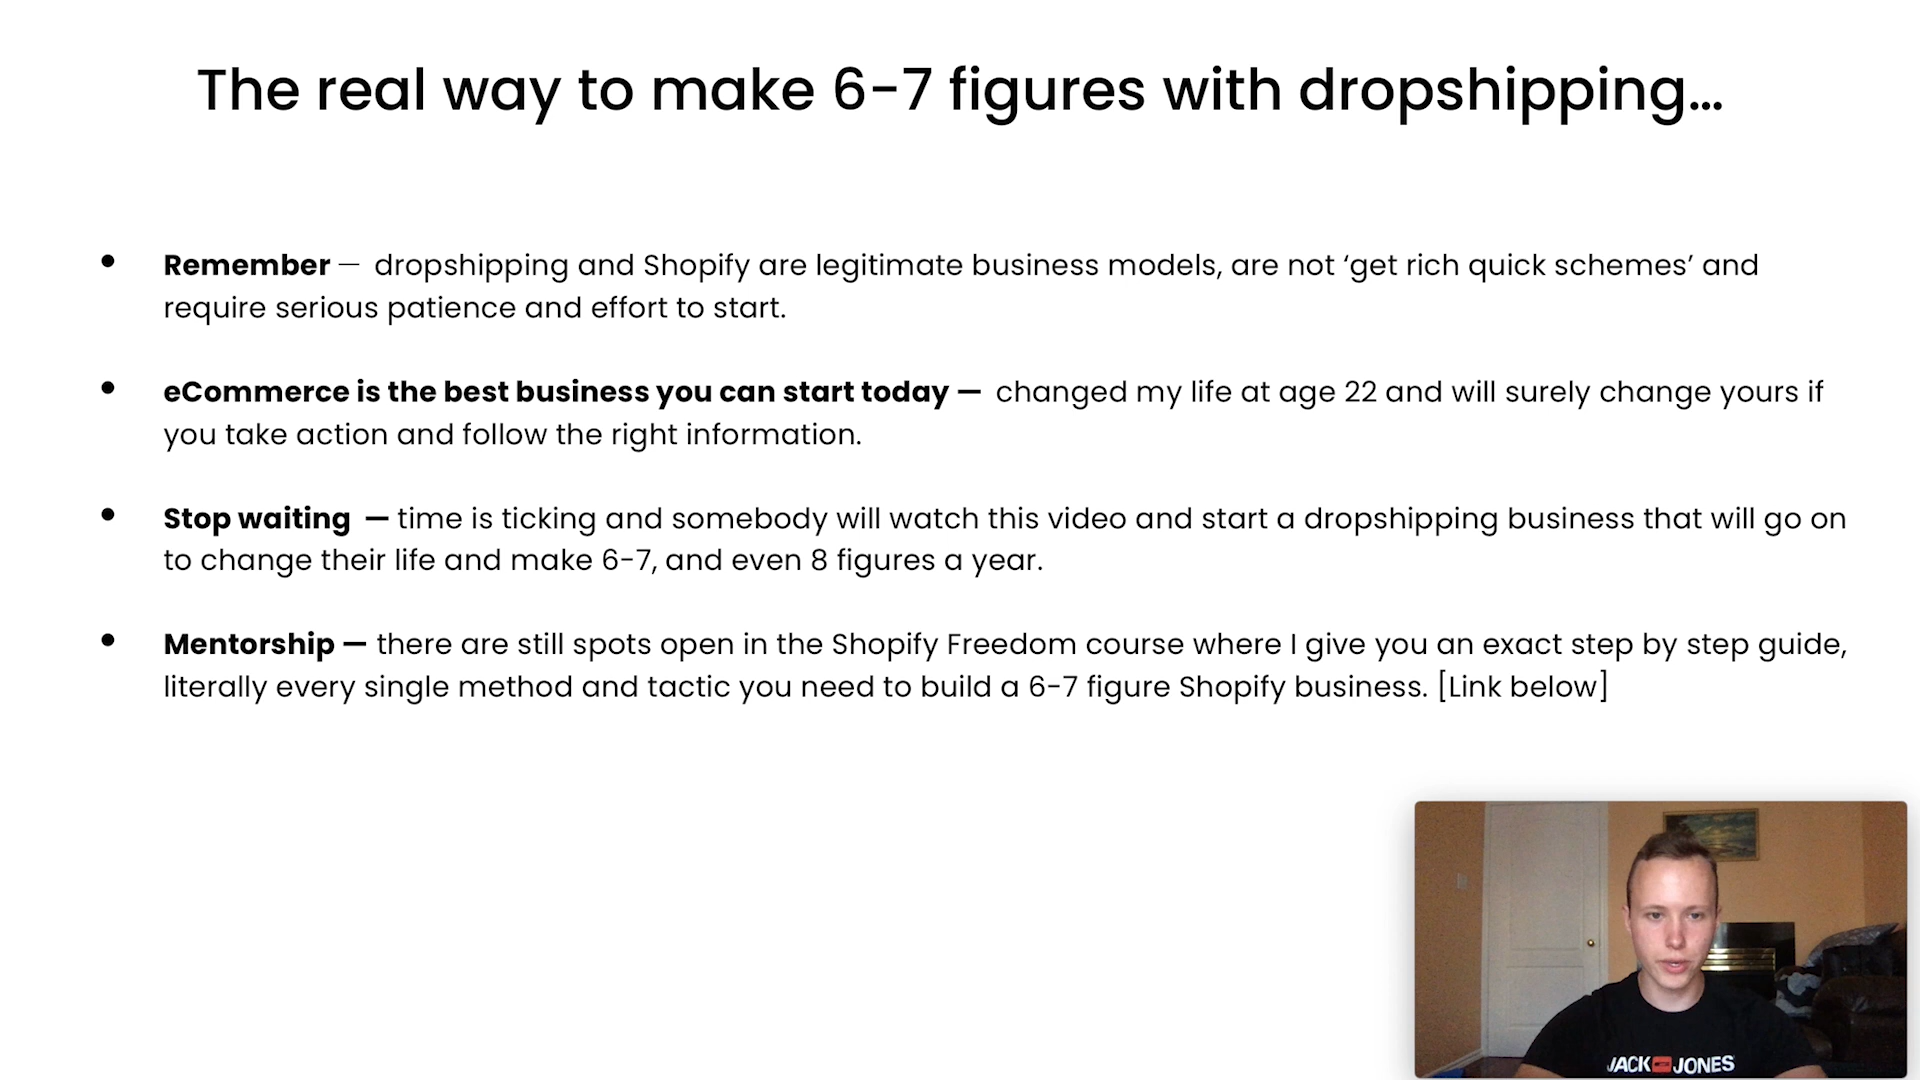 The real way to make 6-7 figures with dropshipping...
• Remember — dropshipping and Shopify are legitimate business models, are not ‘get rich quick schemes’ and
require serious patience and effort to start.
• eCommerce is the best business you can start today — changed my life at age 22 and will surely change yours if
you take action and follow the right information.
• Stop waiting — time is ticking and somebody will watch this video and start a dropshipping business that will go on
to change their life and make 6-7, and even 8 figures a year.
• Mentorship — there are still spots open in the Shopify Freedom course where I give you an exact step by step guide,
literally every single method and tactic you need to build a 6-7 figure Shopify business. [Link below]
JACK JONES